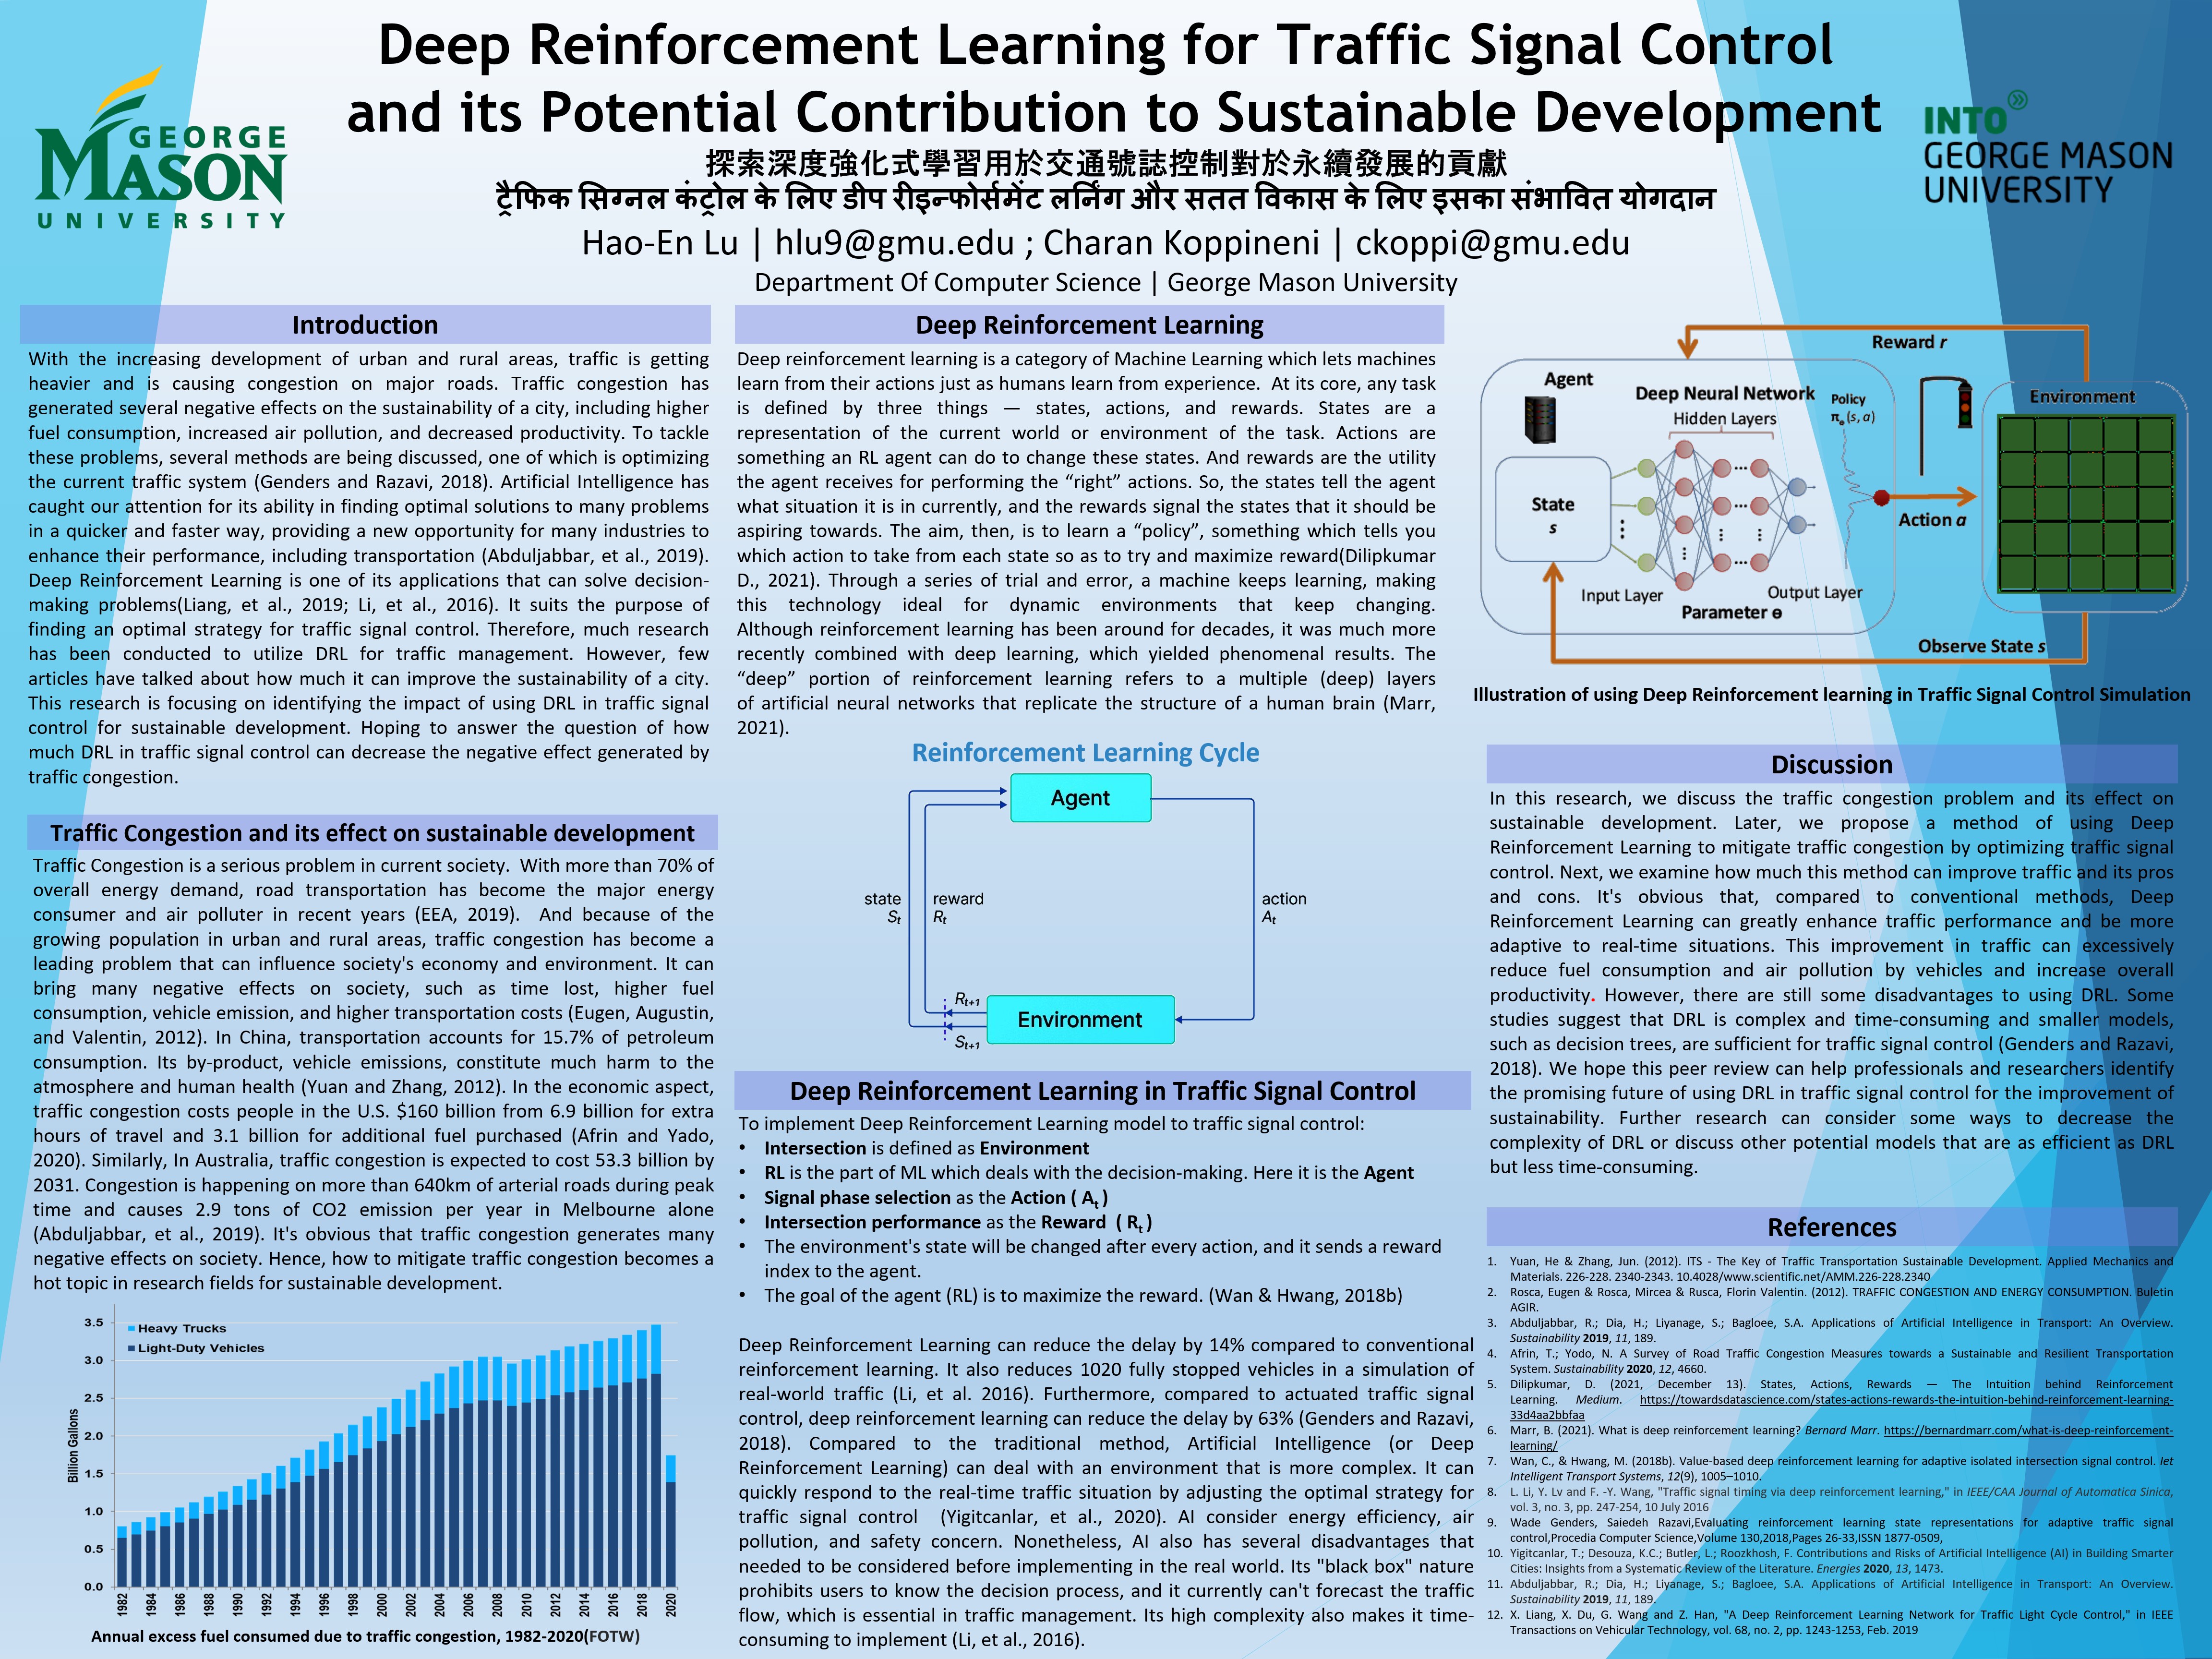 Deep Reinforcement Learning for Traffic Signal Control
and its Potential Contribution to Sustainable Development
探索深度強化式學習用於交通號誌控制對於永續發展的貢獻
ट्रैफिक सिग्नल कंट्रोल के लिए डीप रीइन्फोर्समेंट लर्निंग और सतत विकास के लिए इसका संभावित योगदान
Hao-En Lu | hlu9@gmu.edu ; Charan Koppineni | ckoppi@gmu.edu
Department Of Computer Science | George Mason University
GEORGE
MASON
UNIVERSITY
INTO
GEORGE MASON
UNIVERSITY
Introduction
With the increasing development of urban and rural areas, traffic is getting
heavier and is causing congestion on major roads. Traffic congestion has
generated several negative effects on the sustainability of a city, including higher
fuel consumption, increased air pollution, and decreased productivity. To tackle
these problems, several methods are being discussed, one of which is optimizing
the current traffic system (Genders and Razavi, 2018). Artificial Intelligence has
caught our attention for its ability in finding optimal solutions to many problems
in a quicker and faster way, providing a new opportunity for many industries to
enhance their performance, including transportation (Abduljabbar, et al., 2019).
Deep Reinforcement Learning is one of its applications that can solve decision-
making problems(Liang, et al., 2019; Li, et al., 2016). It suits the purpose of
finding an optimal strategy for traffic signal control. Therefore, much research
has been conducted to utilize DRL for traffic management. However, few
articles have talked about how much it can improve the sustainability of a city.
This research is focusing on identifying the impact of using DRL in traffic signal
control for sustainable development. Hoping to answer the question of how
much DRL in traffic signal control can decrease the negative effect generated by
traffic congestion.
Traffic Congestion and its effect on sustainable development
Traffic Congestion is a serious problem in current society. With more than 70% of
overall energy demand, road transportation has become the major energy
consumer and air polluter in recent years (EEA, 2019). And because of the
growing population in urban and rural areas, traffic congestion has become a
leading problem that can influence society's economy and environment. It can
bring many negative effects on society, such as time lost, higher fuel
consumption, vehicle emission, and higher transportation costs (Eugen, Augustin,
and Valentin, 2012). In China, transportation accounts for 15.7% of petroleum
consumption. Its by-product, vehicle emissions, constitute much harm to the
atmosphere and human health (Yuan and Zhang, 2012). In the economic aspect,
traffic congestion costs people in the U.S. $160 billion from 6.9 billion for extra
hours of travel and 3.1 billion for additional fuel purchased (Afrin and Yado,
2020). Similarly, In Australia, traffic congestion is expected to cost 53.3 billion by
2031. Congestion is happening on more than 640km of arterial roads during peak
time and causes 2.9 tons of CO2 emission per year in Melbourne alone
(Abduljabbar, et al., 2019). It's obvious that traffic congestion generates many
negative effects on society. Hence, how to mitigate traffic congestion becomes a
hot topic in research fields for sustainable development.
Heavy Trucks
Light-Duty Vehicles
Billion Gallons
3.5
3.0
2.5
2.0
1.5
1.0
0.5
0.0
1982 1984 1986 1988 1990 1992 1994 1996 1998 2000 2002 2004 2006 2008 2010 2012 2014 2016 2018 2020
Annual excess fuel consumed due to traffic congestion, 1982-2020(FOTW)
Deep Reinforcement Learning
Deep reinforcement learning is a category of Machine Learning which lets machines
learn from their actions just as humans learn from experience. At its core, any task
is defined by three things — states, actions, and rewards. States are a
representation of the current world or environment of the task. Actions are
something an RL agent can do to change these states. And rewards are the utility
the agent receives for performing the “right” actions. So, the states tell the agent
what situation it is in currently, and the rewards signal the states that it should be
aspiring towards. The aim, then, is to learn a “policy”, something which tells you
which action to take from each state so as to try and maximize reward(Dilipkumar
D., 2021). Through a series of trial and error, a machine keeps learning, making
this technology ideal for dynamic environments that keep changing.
Although reinforcement learning has been around for decades, it was much more
recently combined with deep learning, which yielded phenomenal results. The
“deep” portion of reinforcement learning refers to a multiple (deep) layers
of artificial neural networks that replicate the structure of a human brain (Marr,
2021).
Reinforcement Learning Cycle
Agent
state
St
reward
Rt
action
At
Rt+1
Environment
St+1
Deep Reinforcement Learning in Traffic Signal Control
To implement Deep Reinforcement Learning model to traffic signal control:
• Intersection is defined as Environment
• RL is the part of ML which deals with the decision-making. Here it is the Agent
• Signal phase selection as the Action ( At )
• Intersection performance as the Reward ( Rt )
• The environment's state will be changed after every action, and it sends a reward
index to the agent.
• The goal of the agent (RL) is to maximize the reward. (Wan & Hwang, 2018b)
Deep Reinforcement Learning can reduce the delay by 14% compared to conventional
reinforcement learning. It also reduces 1020 fully stopped vehicles in a simulation of
real-world traffic (Li, et al. 2016). Furthermore, compared to actuated traffic signal
control, deep reinforcement learning can reduce the delay by 63% (Genders and Razavi,
2018). Compared to the traditional method, Artificial Intelligence (or Deep
Reinforcement Learning) can deal with an environment that is more complex. It can
quickly respond to the real-time traffic situation by adjusting the optimal strategy for
traffic signal control (Yigitcanlar, et al., 2020). AI consider energy efficiency, air
pollution, and safety concern. Nonetheless, AI also has several disadvantages that
needed to be considered before implementing in the real world. Its "black box" nature
prohibits users to know the decision process, and it currently can't forecast the traffic
flow, which is essential in traffic management. Its high complexity also makes it time-
consuming to implement (Li, et al., 2016).
Reward r
Agent
Deep Neural Network
Hidden Layers
Policy
πɵ(s, a)
Environment
State
s
Action a
Input Layer
Output Layer
Parameter ɵ
Observe State s
Illustration of using Deep Reinforcement learning in Traffic Signal Control Simulation
Discussion
In this research, we discuss the traffic congestion problem and its effect on
sustainable development. Later, we propose a method of using Deep
Reinforcement Learning to mitigate traffic congestion by optimizing traffic signal
control. Next, we examine how much this method can improve traffic and its pros
and cons. It's obvious that, compared to conventional methods, Deep
Reinforcement Learning can greatly enhance traffic performance and be more
adaptive to real-time situations. This improvement in traffic can excessively
reduce fuel consumption and air pollution by vehicles and increase overall
productivity. However, there are still some disadvantages to using DRL. Some
studies suggest that DRL is complex and time-consuming and smaller models,
such as decision trees, are sufficient for traffic signal control (Genders and Razavi,
2018). We hope this peer review can help professionals and researchers identify
the promising future of using DRL in traffic signal control for the improvement of
sustainability. Further research can consider some ways to decrease the
complexity of DRL or discuss other potential models that are as efficient as DRL
but less time-consuming.
References
1. Yuan, He & Zhang, Jun. (2012). ITS - The Key of Traffic Transportation Sustainable Development. Applied Mechanics and
Materials. 226-228. 2340-2343. 10.4028/www.scientific.net/AMM.226-228.2340
2. Rosca, Eugen & Rosca, Mircea & Rusca, Florin Valentin. (2012). TRAFFIC CONGESTION AND ENERGY CONSUMPTION. Buletin
AGIR.
3. Abduljabbar, R.; Dia, H.; Liyanage, S.; Bagloee, S.A. Applications of Artificial Intelligence in Transport: An Overview.
Sustainability 2019, 11, 189.
4. Afrin, T.; Yodo, N. A Survey of Road Traffic Congestion Measures towards a Sustainable and Resilient Transportation
System. Sustainability 2020, 12, 4660.
5. Dilipkumar, D. (2021, December 13). States, Actions, Rewards — The Intuition behind Reinforcement
Learning. Medium. https://towardsdatascience.com/states-actions-rewards-the-intuition-behind-reinforcement-learning-
33d4aa2bbfaa
6. Marr, B. (2021). What is deep reinforcement learning? Bernard Marr. https://bernardmarr.com/what-is-deep-reinforcement-
learning/
7. Wan, C., & Hwang, M. (2018b). Value-based deep reinforcement learning for adaptive isolated intersection signal control. Iet
Intelligent Transport Systems, 12(9), 1005–1010.
8. L. Li, Y. Lv and F. -Y. Wang, "Traffic signal timing via deep reinforcement learning," in IEEE/CAA Journal of Automatica Sinica,
vol. 3, no. 3, pp. 247-254, 10 July 2016
9. Wade Genders, Saiedeh Razavi,Evaluating reinforcement learning state representations for adaptive traffic signal
control,Procedia Computer Science,Volume 130,2018,Pages 26-33,ISSN 1877-0509,
10. Yigitcanlar, T.; Desouza, K.C.; Butler, L.; Roozkhosh, F. Contributions and Risks of Artificial Intelligence (AI) in Building Smarter
Cities: Insights from a Systematic Review of the Literature. Energies 2020, 13, 1473.
11. Abduljabbar, R.; Dia, H.; Liyanage, S.; Bagloee, S.A. Applications of Artificial Intelligence in Transport: An Overview.
Sustainability 2019, 11, 189.
12. X. Liang, X. Du, G. Wang and Z. Han, "A Deep Reinforcement Learning Network for Traffic Light Cycle Control," in IEEE
Transactions on Vehicular Technology, vol. 68, no. 2, pp. 1243-1253, Feb. 2019